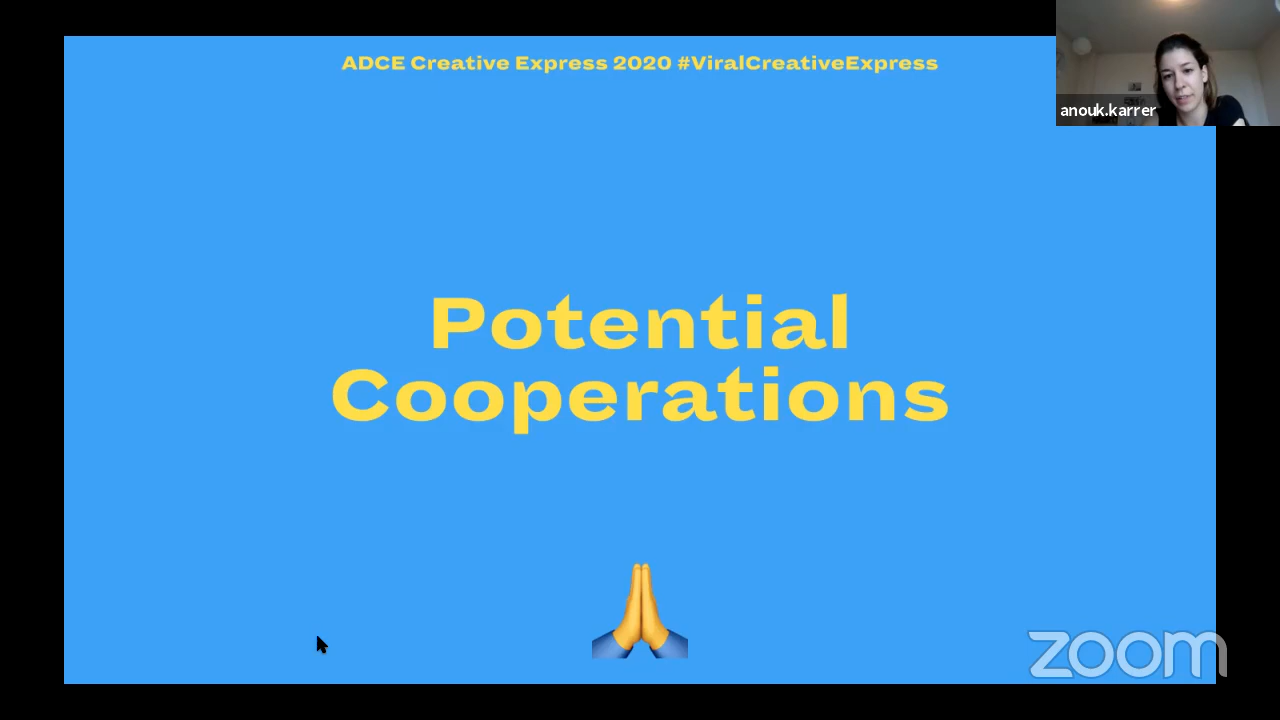 ADCE Creative Express 2020 #ViralCreativeExpress
anouk.karrer
Potential
Cooperations
zoom